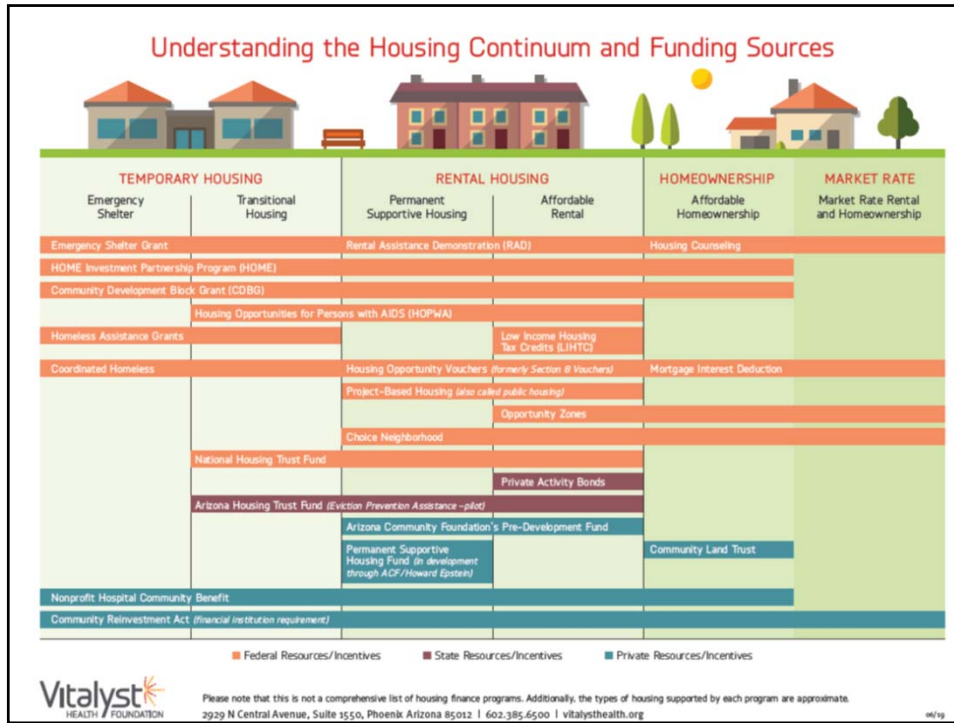 Understanding the Housing Continuum and Funding Sources
TEMPORARY HOUSING
RENTAL HOUSING
HOMEOWNERSHIP
MARKET RATE
Emergency
Shelter
Transitional
Housing
Permanent
Supportive Housing
Affordable
Rental
Affordable
Homeownership
Market Rate Rental
and Homeownership
Emergency Shelter Grant
Rental Assistance Demonstration (RAD)
Housing Counseling
HOME Investment Partnership Program (HOME)
Community Development Block Grant (CDBG)
Housing Opportunities for Persons with AIDS (HOPWA)
Homeless Assistance Grants
Low Income Housing
Tax Credits (LIHTC)
Coordinated Homeless
Housing Opportunity Vouchers (formerly Section 8 Vouchers)
Mortgage Interest Deduction
Project-Based Housing (also called public housing)
Opportunity Zones
Choice Neighborhood
National Housing Trust Fund
Private Activity Bonds
Arizona Housing Trust Fund (Eviction Prevention Assistance – pilot)
Arizona Community Foundation's Pre-Development Fund
Permanent Supportive
Housing Fund (in development
through ACF/Howard Epstein)
Community Land Trust
Nonprofit Hospital Community Benefit
Community Reinvestment Act (financial institution requirement)
Federal Resources/Incentives
State Resources/Incentives
Private Resources/Incentives
Vitalyst
HEALTH FOUNDATION
Please note that this is not a comprehensive list of housing finance programs. Additionally, the types of housing supported by each program are approximate.
2929 N Central Avenue, Suite 1550, Phoenix Arizona 85012 | 602.385.6500 | vitalysthealth.org
06/19